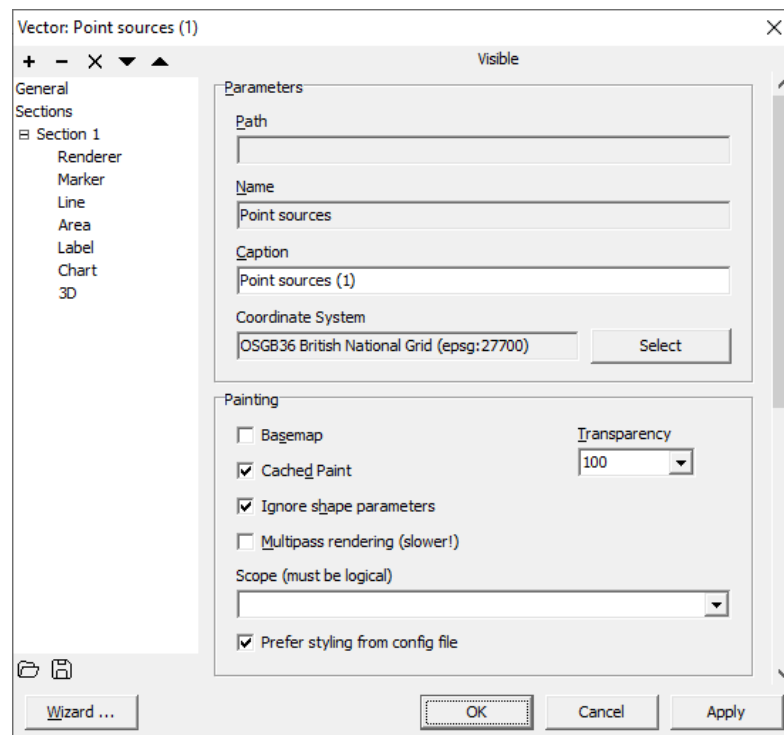 Vector: Point sources (1)
Visible
General
Sections
Section 1
Renderer
Marker
Line
Area
Label
Chart
3D
Parameters
Path
Name
Point sources
Caption
Point sources (1)
Coordinate System
OSGB36 British National Grid (epsg:27700)
Select
Painting
Basemap
Transparency
100
Cached Paint
Ignore shape parameters
Multipass rendering (slower!)
Scope (must be logical)
Prefer styling from config file
Wizard ...
OK
Cancel
Apply